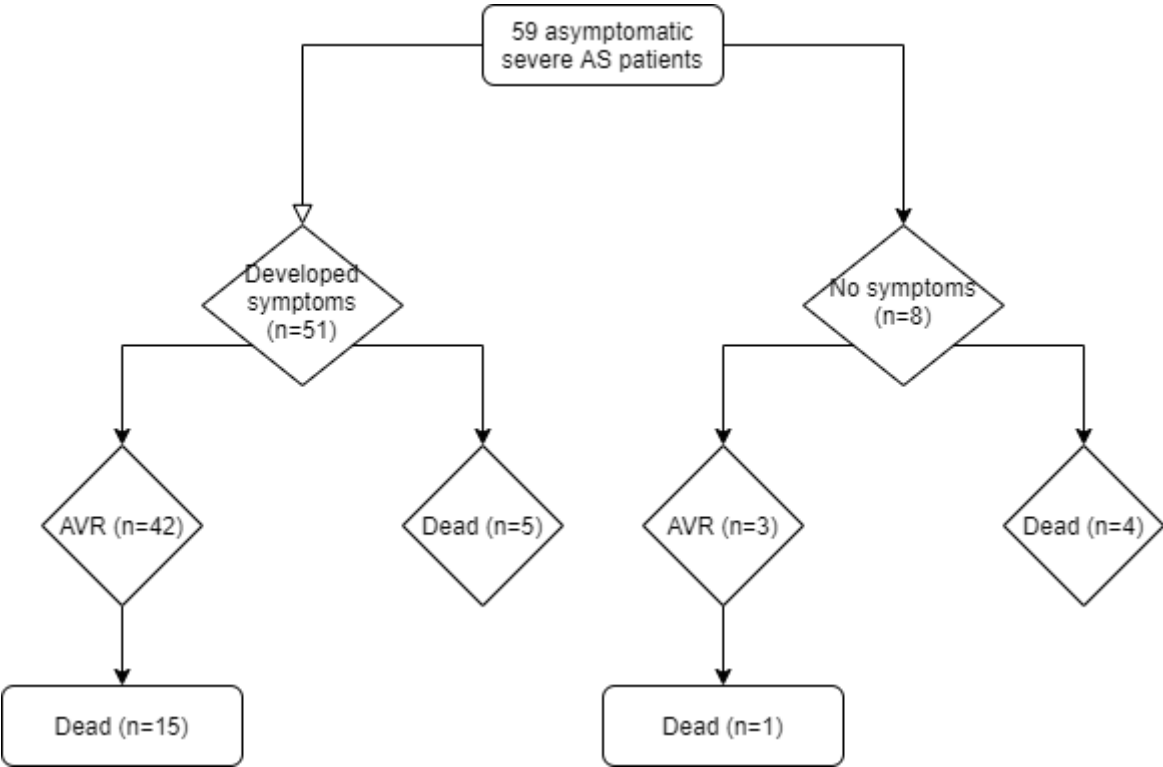 59 asymptomatic
severe AS patients
Developed
symptoms
(n=51)
No symptoms
(n=8)
AVR (n=42)
Dead (n=5)
AVR (n=3)
Dead (n=4)
Dead (n=15)
Dead (n=1)